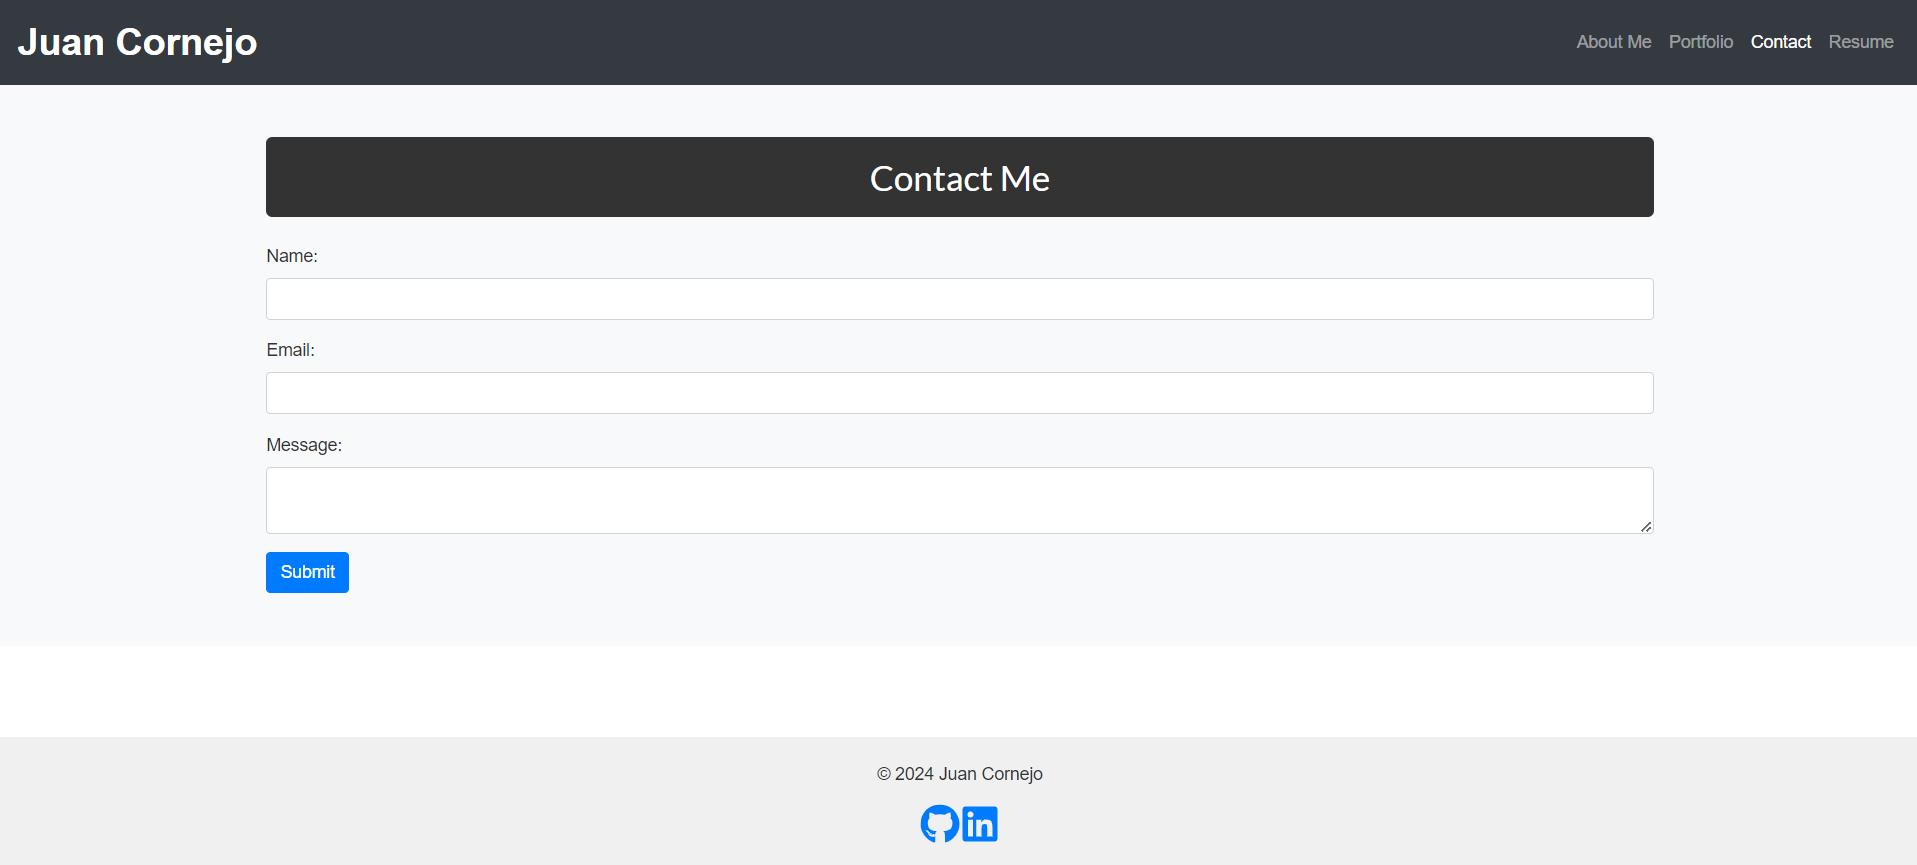 Juan Cornejo
About Me Portfolio Contact Resume
Contact Me
Name:
Email:
Message:
Submit
© 2024 Juan Cornejo
in